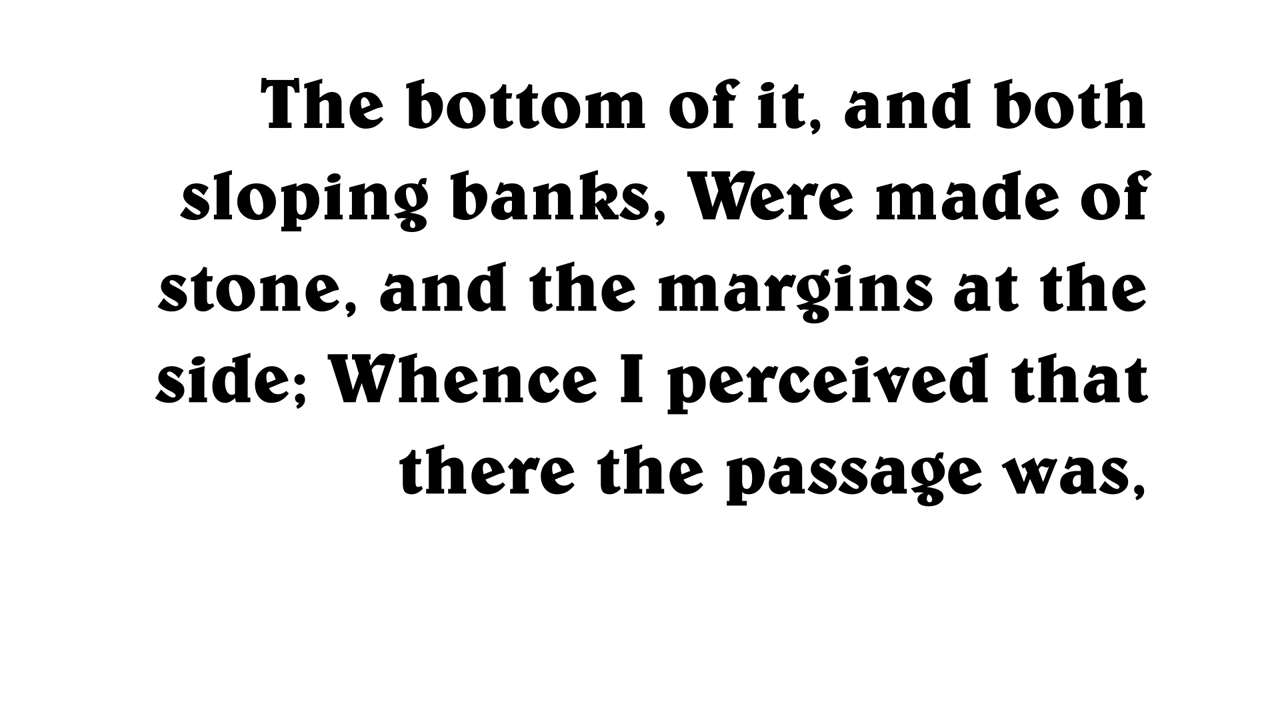 The bottom of it, and both
sloping banks, Were made of
stone, and the margins at the
side; Whence I perceived that
there the passage was,